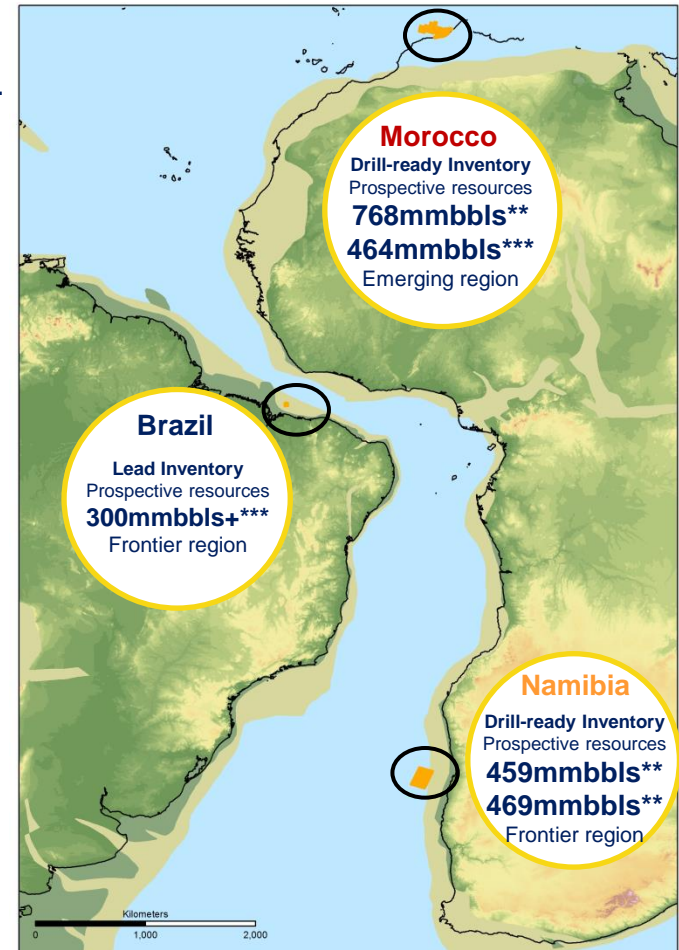 Morocco
Drill-ready Inventory
Prospective resources
768mmbbls**
464mmbbls***
Emerging region
Brazil
Lead Inventory
Prospective resources
300mmbbls+***
Frontier region
Namibia
Drill-ready Inventory
Prospective resources
459mmbbls**
469mmbbls**
Frontier region
Kilometers
0 1,000 2,000